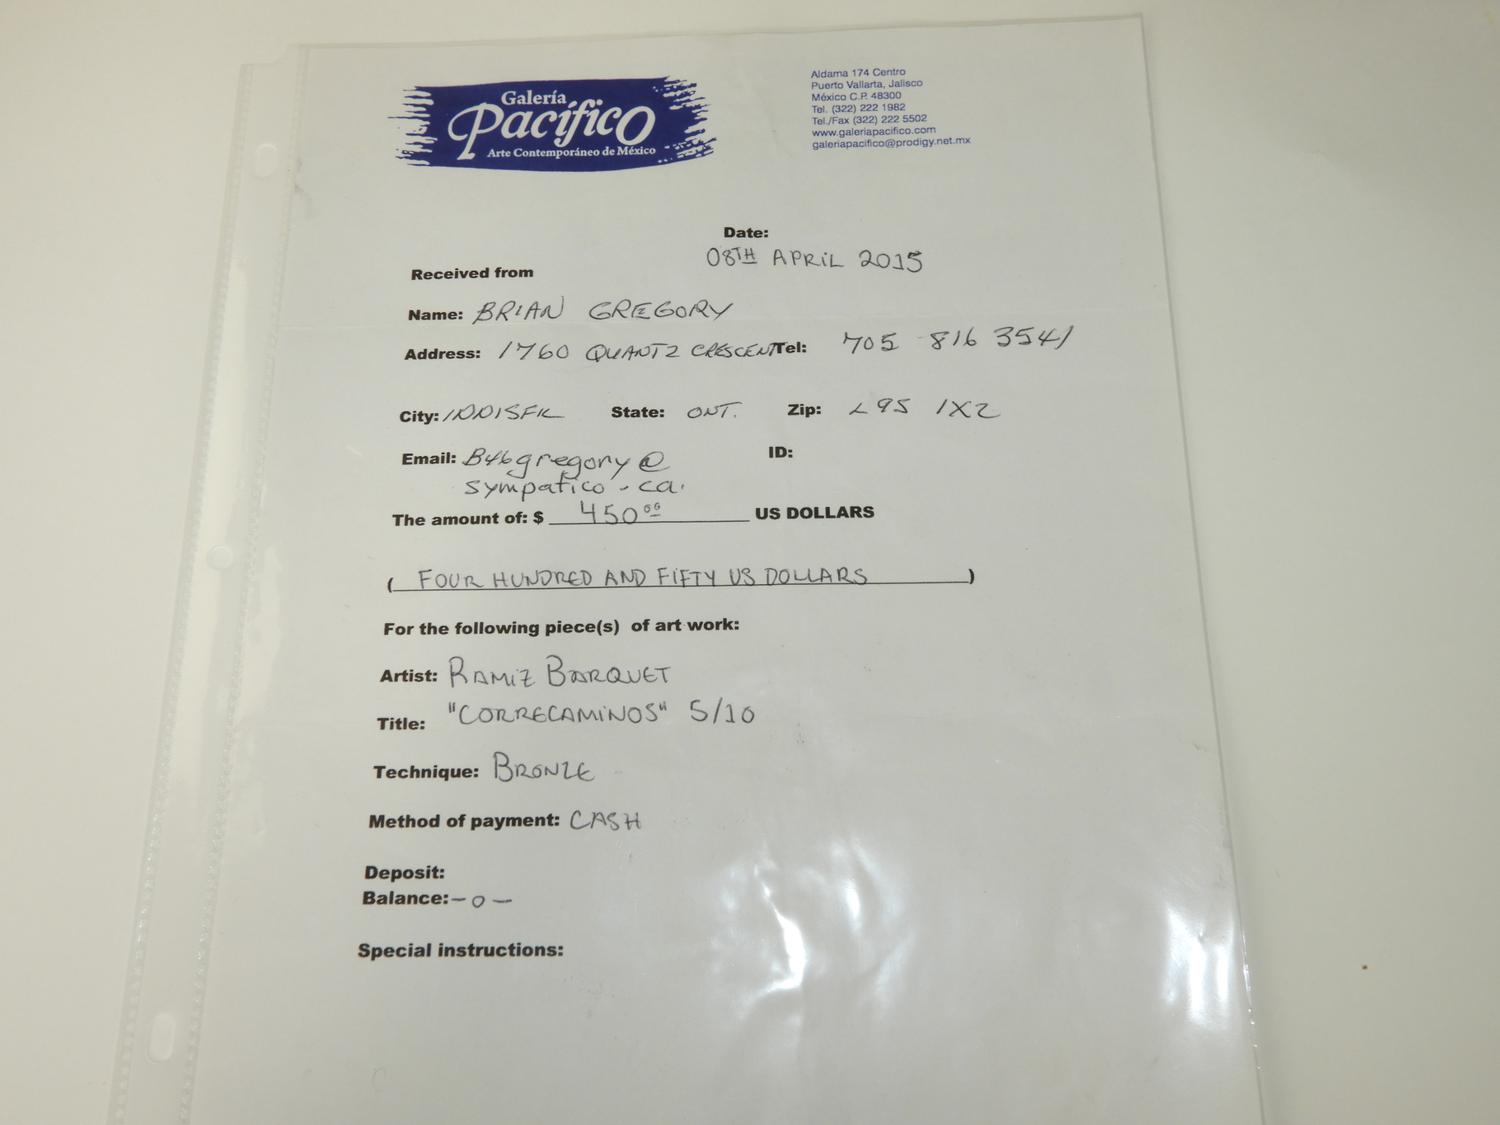 Galería
Pacífico
Arte Contemporáneo de México
Aldama 174 Centro
Puerto Vallarta, Jalisco
México C.P. 48300
Tel. (322) 222 1982
Tel./Fax (322) 222 5502
www.galeriapacifico.com
galeriapacifico@prodigy.net.mx
Date:
08TH APRIL 2015
Received from
Name: BRIAN GREGORY
Address: 1760 QUANTZ CRESCENT Tel: 705 816 3541
City: INNISFIL State: ONT. Zip: L9S 1X2
Email: B46gregory@ ID:
sympatico.ca.
The amount of: $ 450.00 US DOLLARS
( FOUR HUNDRED AND FIFTY US DOLLARS )
For the following piece(s) of art work:
Artist: RAMIZ BARQUET
Title: "CORRECAMINOS" 5/10
Technique: BRONZE
Method of payment: CASH
Deposit:
Balance: -0-
Special instructions: